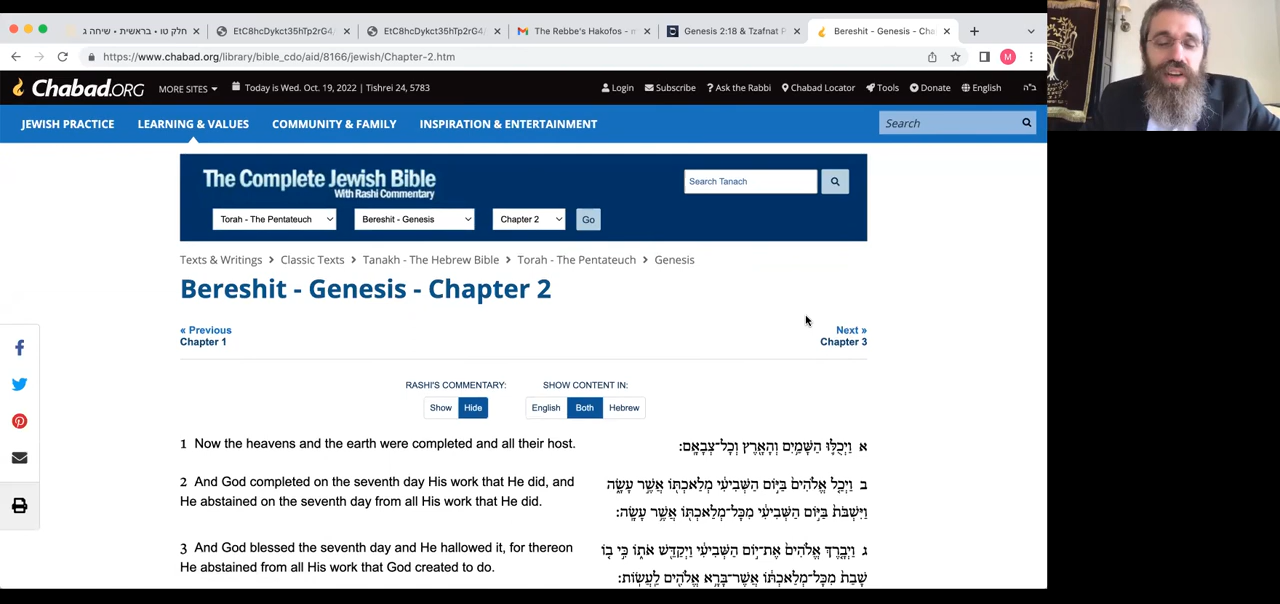 חלק טו • בראשית • שיחה ג
EtC8hcDykct35hTp2rG4
EtC8hcDykct35hTp2rG4
The Rebbe's Hakofos - m
Genesis 2:18 & Tzafnat P
Bereshit - Genesis - Cha
https://www.chabad.org/library/bible_cdo/aid/8166/jewish/Chapter-2.htm
M
Chabad.ORG MORE SITES Today is Wed. Oct. 19, 2022 | Tishrei 24, 5783 Login Subscribe Ask the Rabbi Chabad Locator Tools Donate English ב"ה
JEWISH PRACTICE LEARNING & VALUES COMMUNITY & FAMILY INSPIRATION & ENTERTAINMENT Search
The Complete Jewish Bible
With Rashi Commentary
Search Tanach
Torah - The Pentateuch Bereshit - Genesis Chapter 2 Go
Texts & Writings > Classic Texts > Tanakh - The Hebrew Bible > Torah - The Pentateuch > Genesis
Bereshit - Genesis - Chapter 2
« Previous
Chapter 1
Next »
Chapter 3
RASHI'S COMMENTARY: SHOW CONTENT IN:
Show Hide English Both Hebrew
1 Now the heavens and the earth were completed and all their host.
א וַיְכֻלּ֛וּ הַשָּׁמַ֥יִם וְהָאָ֖רֶץ וְכָל־צְבָאָֽם:
2 And God completed on the seventh day His work that He did, and
He abstained on the seventh day from all His work that He did.
ב וַיְכַ֤ל אֱלֹהִים֙ בַּיּ֣וֹם הַשְּׁבִיעִ֔י מְלַאכְתּ֖וֹ אֲשֶׁ֣ר עָשָׂ֑ה
וַיִּשְׁבֹּת֙ בַּיּ֣וֹם הַשְּׁבִיעִ֔י מִכָּל־מְלַאכְתּ֖וֹ אֲשֶׁ֥ר עָשָֽׂה:
3 And God blessed the seventh day and He hallowed it, for thereon
He abstained from all His work that God created to do.
ג וַיְבָ֤רֶךְ אֱלֹהִים֙ אֶת־י֣וֹם הַשְּׁבִיעִ֔י וַיְקַדֵּ֖שׁ אֹת֑וֹ כִּ֣י ב֤וֹ
שָׁבַת֙ מִכָּל־מְלַאכְתּ֔וֹ אֲשֶׁר־בָּרָ֥א אֱלֹהִ֖ים לַֽעֲשֽׂוֹת: